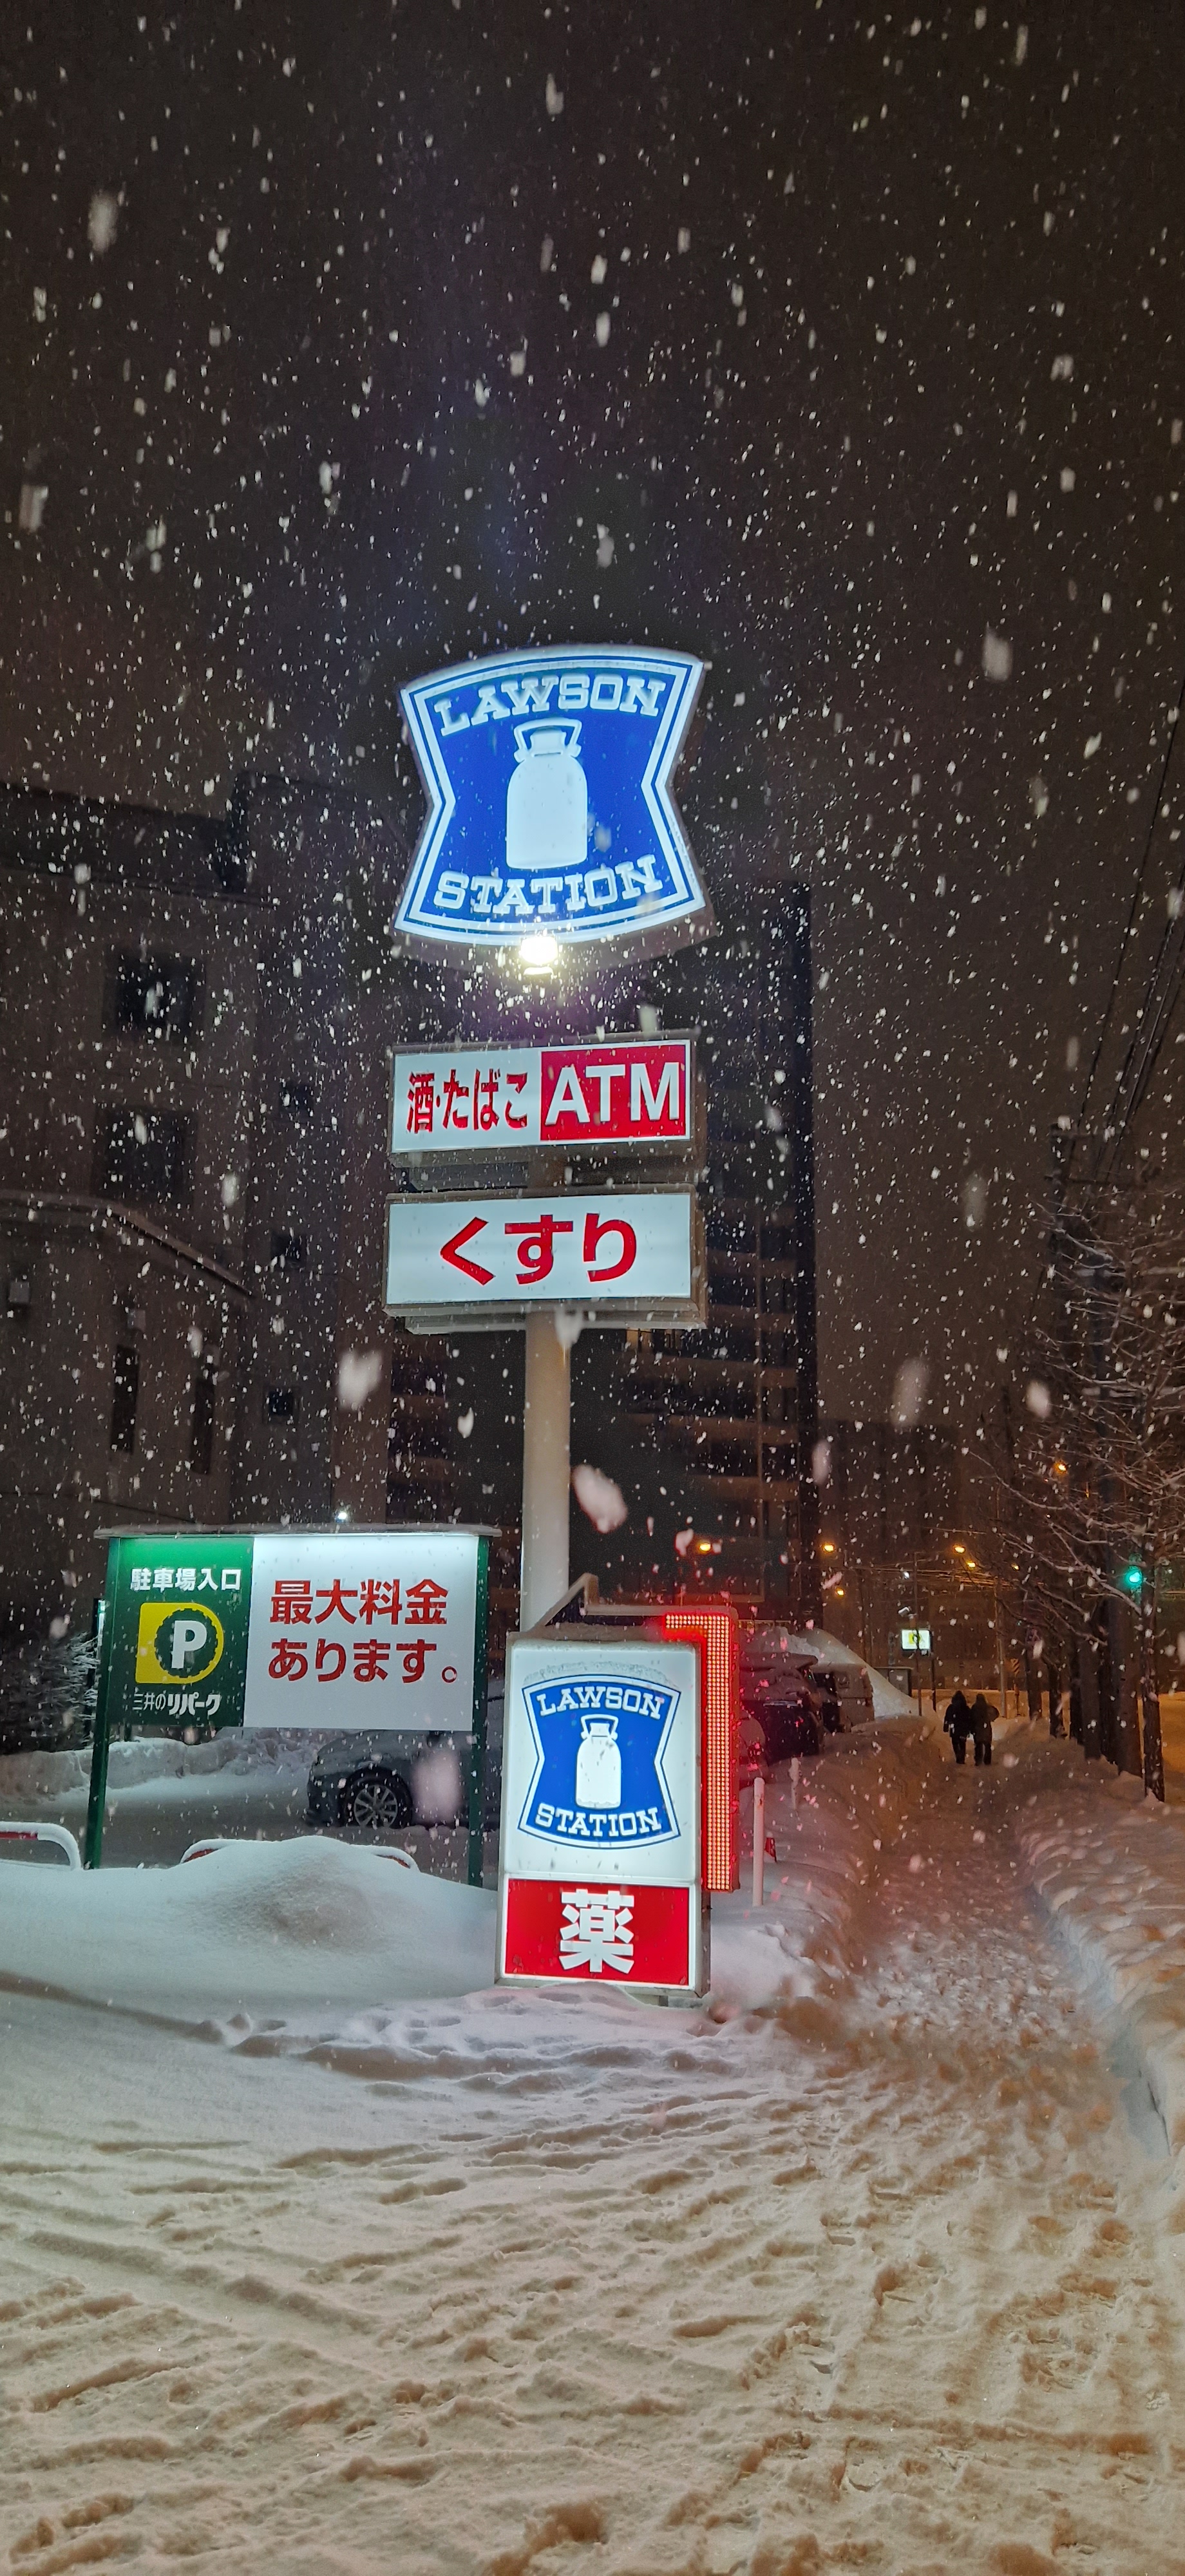 LAWSON
STATION
酒・たばこ ATM
くすり
駐車場入口
P
三井のリパーク
最大料金
あります。
LAWSON
STATION
薬